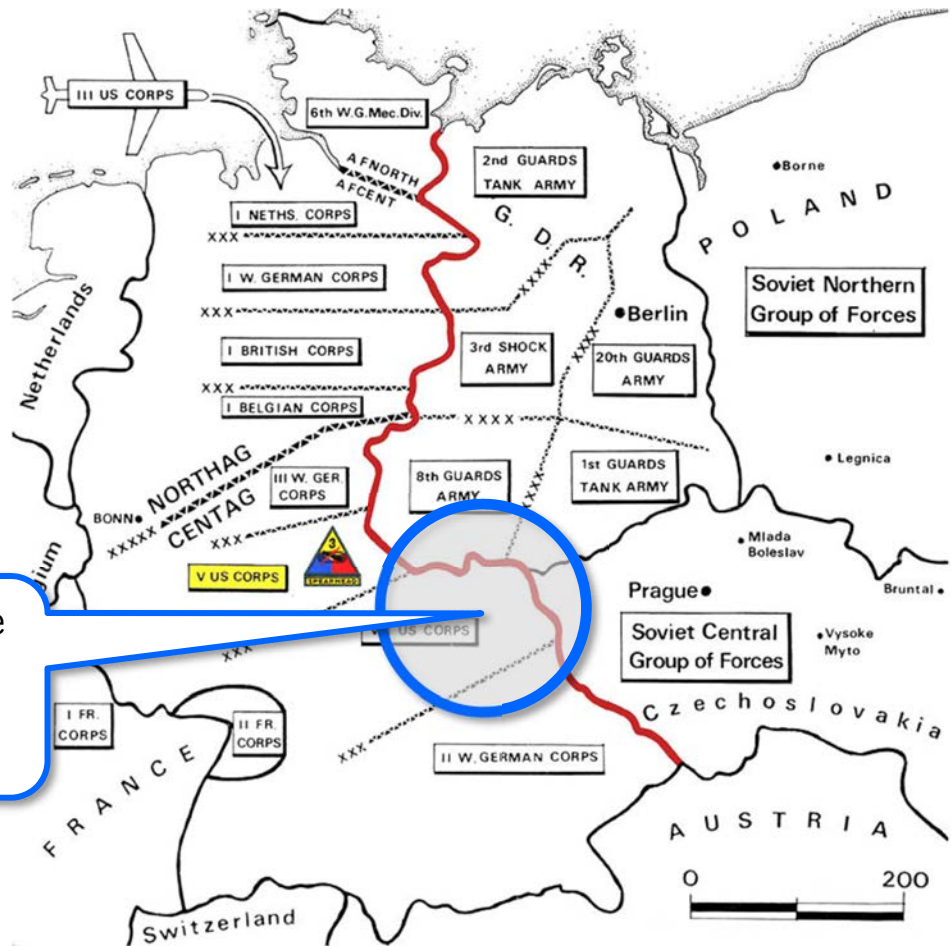 III US CORPS
6th W.G.Mec.Div.
AFNORTH
AFCENT
2nd GUARDS
TANK ARMY
Borne
POLAND
I NETHS. CORPS
XXX
G. D. R.
I W. GERMAN CORPS
XXXX
Soviet Northern
Group of Forces
Netherlands
XXX
Berlin
I BRITISH CORPS
3rd SHOCK
ARMY
XXXX
20th GUARDS
ARMY
XXX
I BELGIAN CORPS
XXXX
NORTHAG
CENTAG
XXXXX
BONN
III W. GER.
CORPS
8th GUARDS
ARMY
1st GUARDS
TANK ARMY
XXXX
Legnica
XXX
3
SPEARHEAD
V US CORPS
Mlada
Boleslav
Prague
Bruntal
US CORPS
XXX
Soviet Central
Group of Forces
Vysoke
Myto
Czechoslovakia
I FR.
CORPS
II FR.
CORPS
XXX
II W. GERMAN CORPS
FRANCE
AUSTRIA
0 200
Switzerland